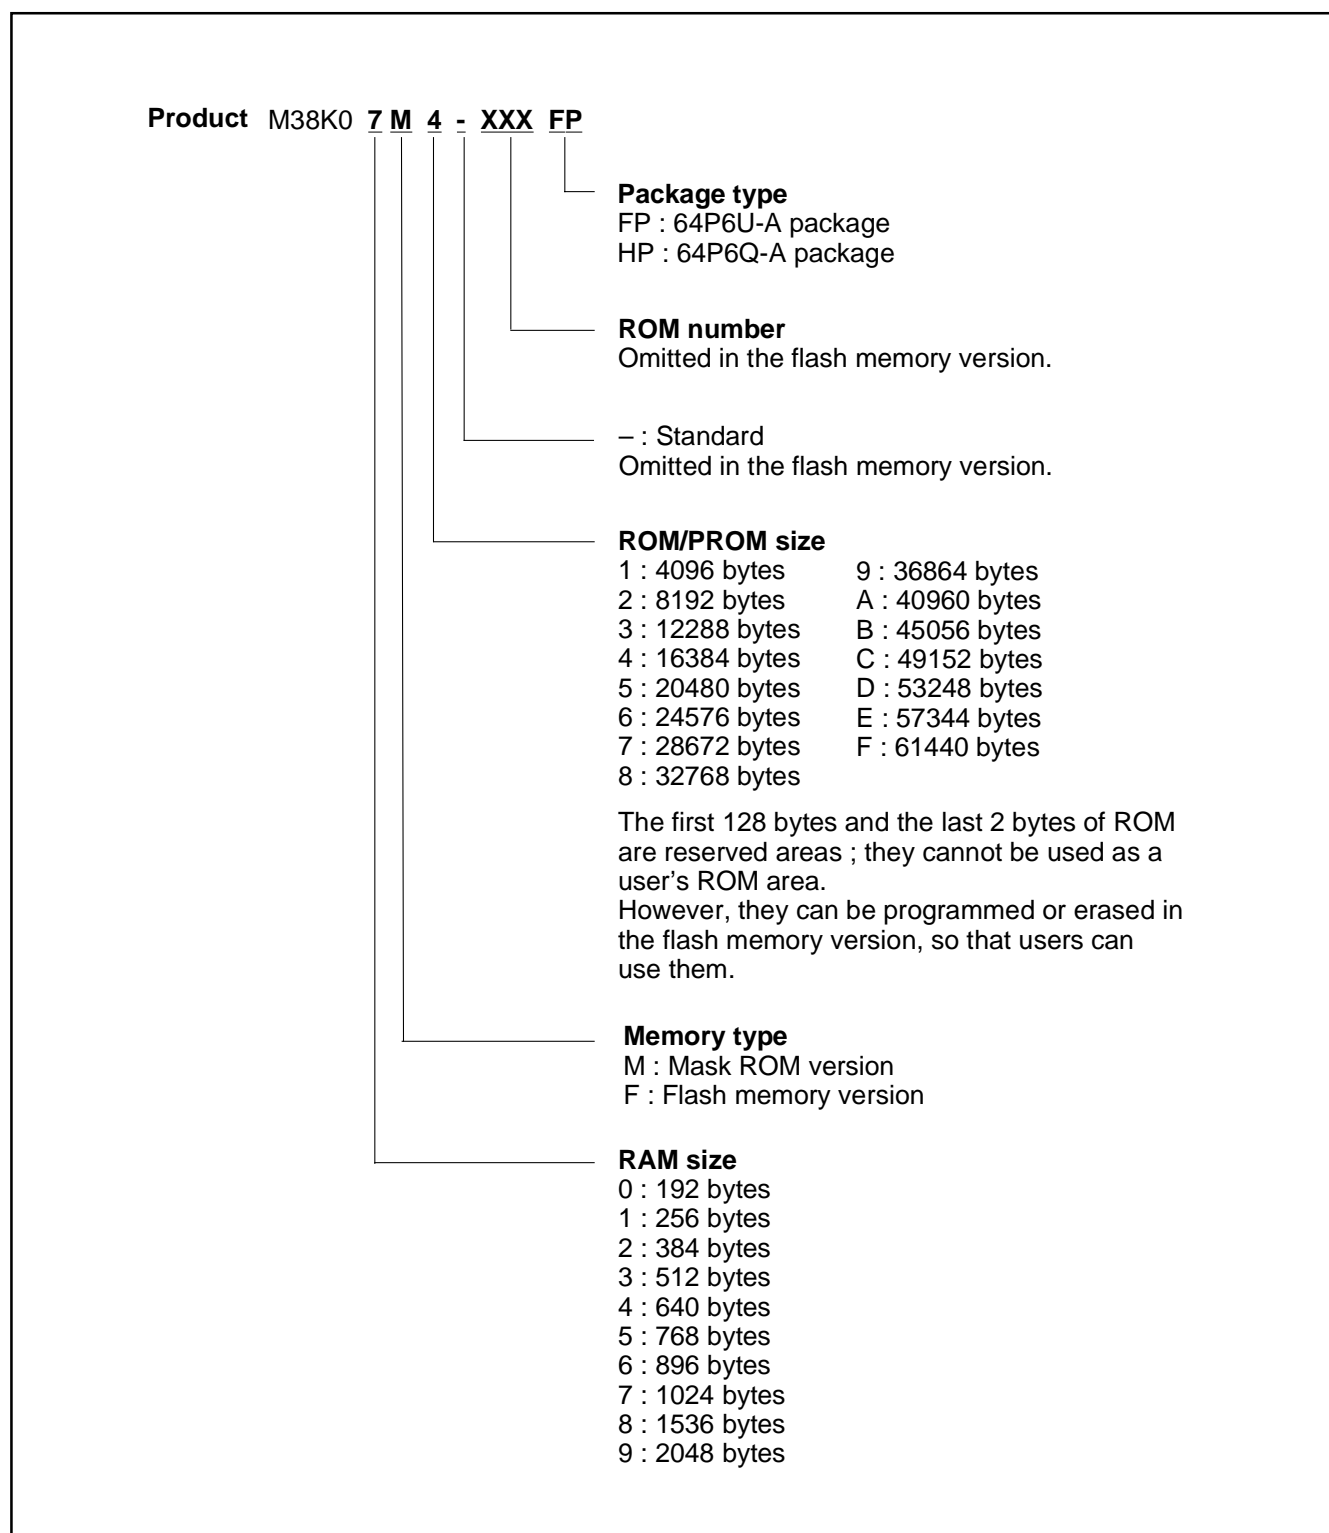 Product M38K0 7 M 4 - XXX FP
Package type
FP : 64P6U-A package
HP : 64P6Q-A package
ROM number
Omitted in the flash memory version.
– : Standard
Omitted in the flash memory version.
ROM/PROM size
1 : 4096 bytes
2 : 8192 bytes
3 : 12288 bytes
4 : 16384 bytes
5 : 20480 bytes
6 : 24576 bytes
7 : 28672 bytes
8 : 32768 bytes
9 : 36864 bytes
A : 40960 bytes
B : 45056 bytes
C : 49152 bytes
D : 53248 bytes
E : 57344 bytes
F : 61440 bytes
The first 128 bytes and the last 2 bytes of ROM
are reserved areas ; they cannot be used as a
user’s ROM area.
However, they can be programmed or erased in
the flash memory version, so that users can
use them.
Memory type
M : Mask ROM version
F : Flash memory version
RAM size
0 : 192 bytes
1 : 256 bytes
2 : 384 bytes
3 : 512 bytes
4 : 640 bytes
5 : 768 bytes
6 : 896 bytes
7 : 1024 bytes
8 : 1536 bytes
9 : 2048 bytes